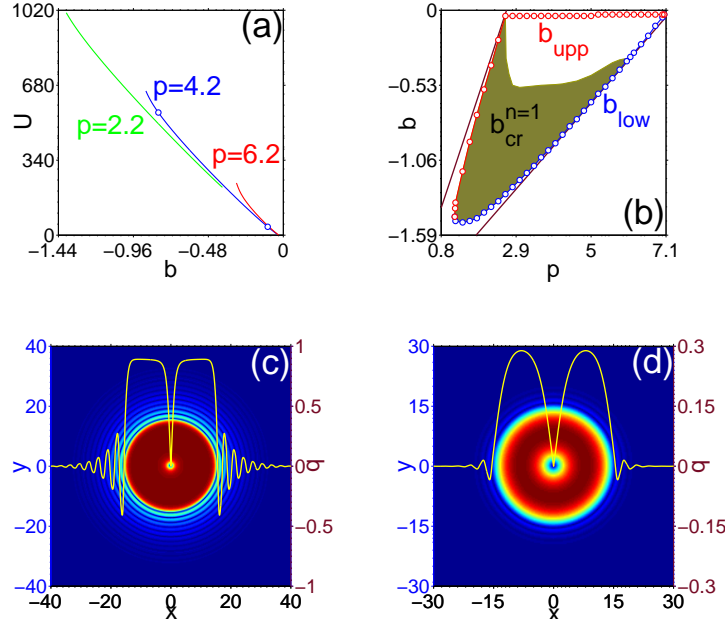 1020
680
340
0
U
−1.44
−0.96
−0.48
0
b
(a)
p=4.2
p=2.2
p=6.2
0
−0.53
−1.06
−1.59
b
0.8
2.9
5
7.1
p
b_upp
b_cr^n=1
b_low
(b)
40
20
0
−20
−40
y
−40
−20
0
20
40
x
1
0.5
0
−0.5
−1
q
(c)
30
15
0
−15
−30
y
−30
−15
0
15
30
x
0.3
0.15
0
−0.15
−0.3
q
(d)